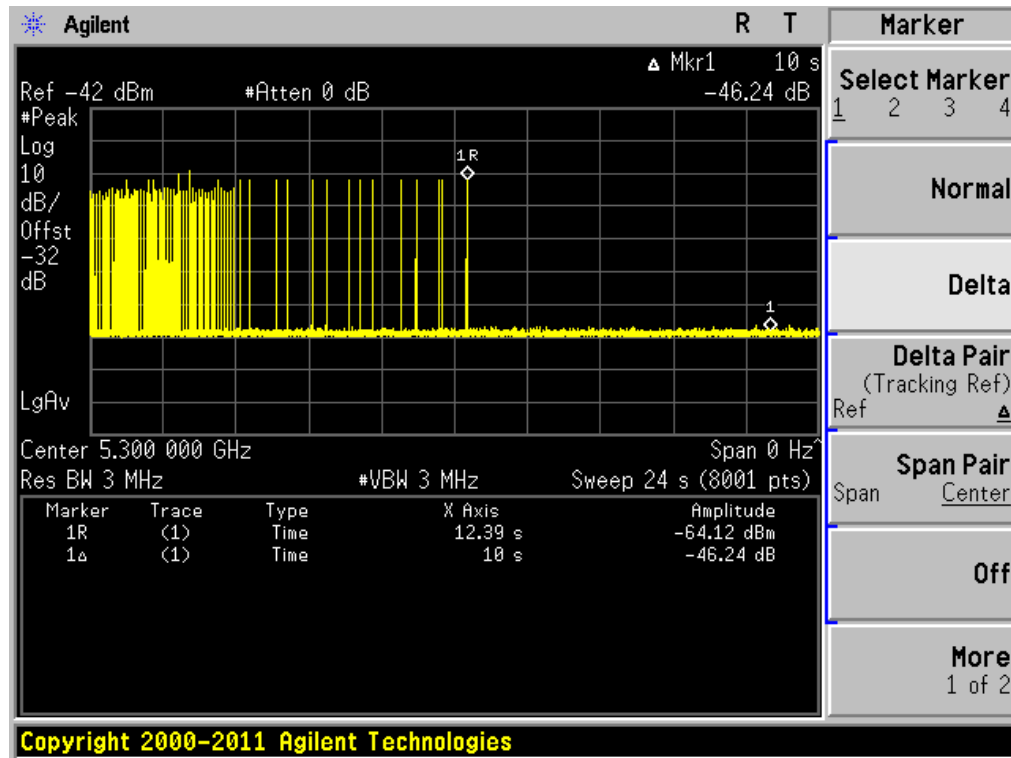 Agilent R T Marker
Δ Mkr1 10 s
Ref -42 dBm #Atten 0 dB -46.24 dB
#Peak
Log
10
dB/
Offst
-32
dB
1R
1
LgAv
Center 5.300 000 GHz Span 0 Hz^
Res BW 3 MHz #VBW 3 MHz Sweep 24 s (8001 pts)
Marker Trace Type X Axis Amplitude
1R (1) Time 12.39 s -64.12 dBm
1Δ (1) Time 10 s -46.24 dB
Select Marker
1 2 3 4
Normal
Delta
Delta Pair
(Tracking Ref)
Ref Δ
Span Pair
Span Center
Off
More
1 of 2
Copyright 2000-2011 Agilent Technologies